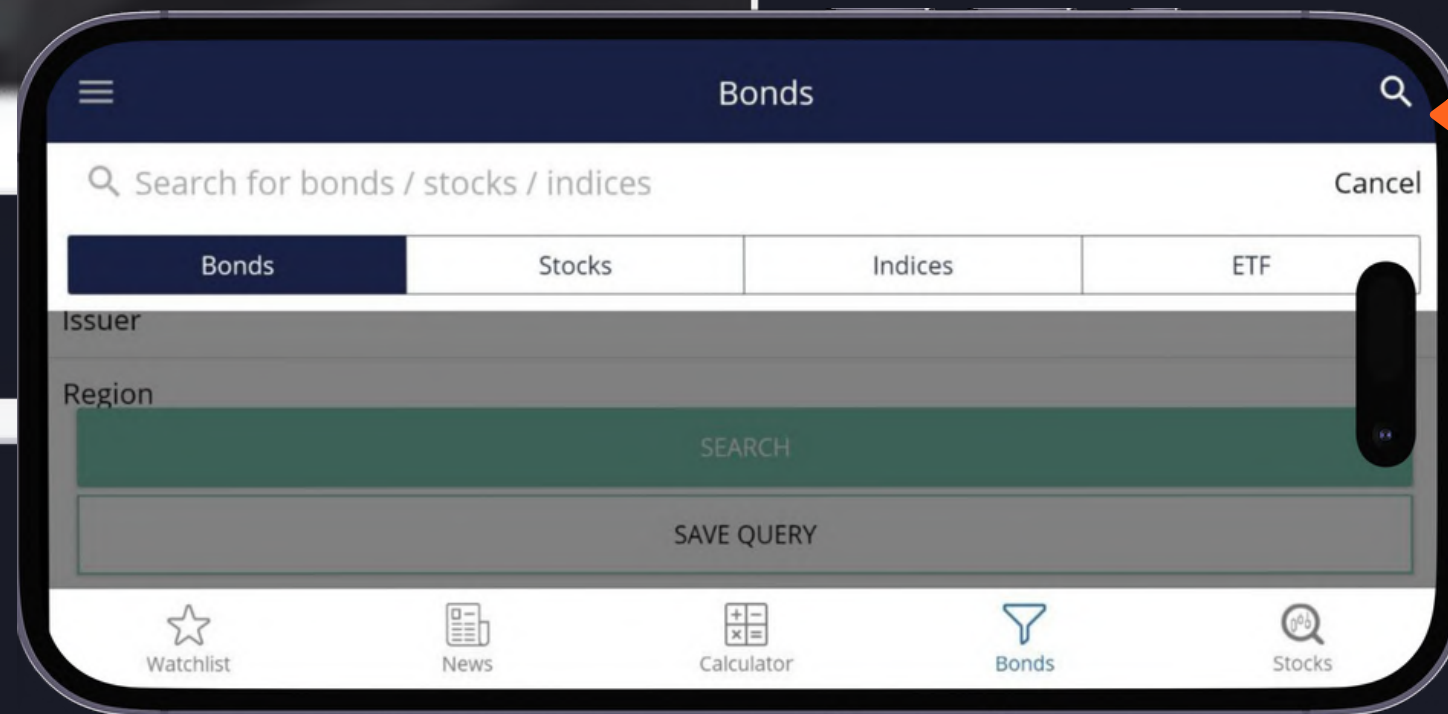 Bonds
Search for bonds / stocks / indices
Cancel
Bonds Stocks Indices ETF
Issuer
Region
SEARCH
SAVE QUERY
Watchlist News Calculator Bonds Stocks